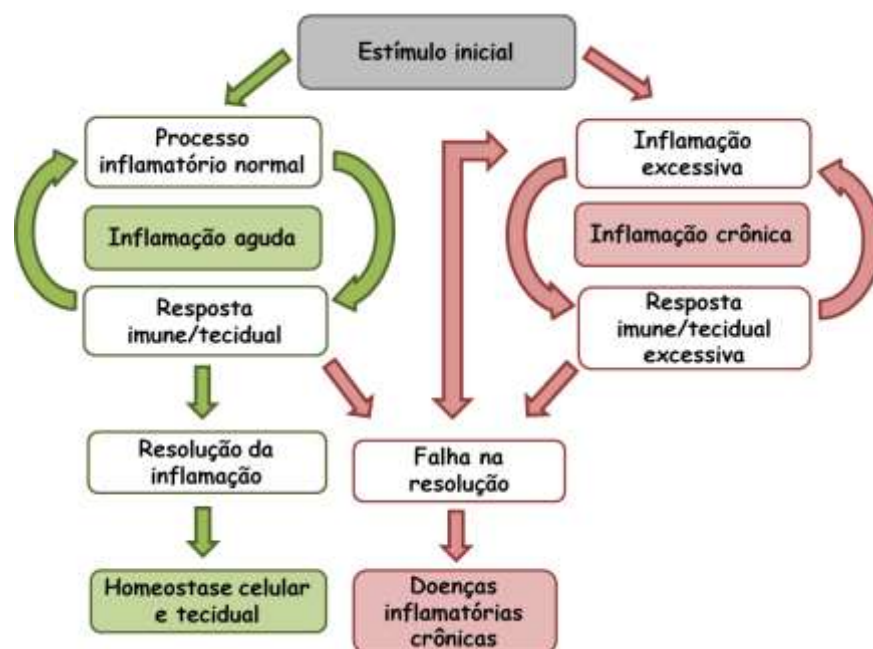 Estímulo inicial
Processo
inflamatório normal
Inflamação aguda
Resposta
imune/tecidual
Resolução da
inflamação
Homeostase celular
e tecidual
Inflamação
excessiva
Inflamação crônica
Resposta
imune/tecidual
excessiva
Falha na
resolução
Doenças
inflamatórias
crônicas